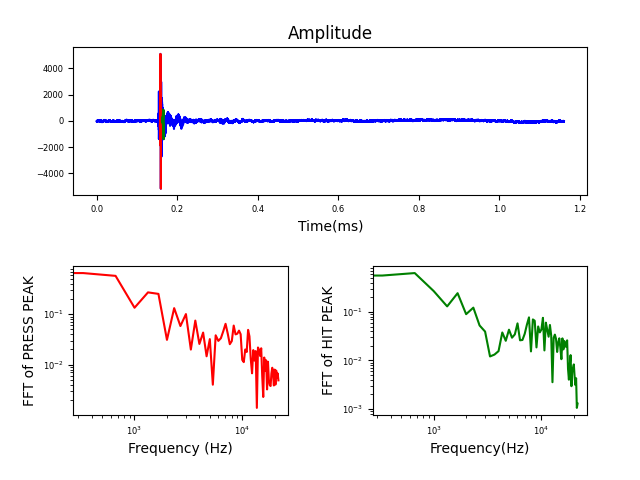 Amplitude
4000
2000
0
−2000
−4000
0.0 0.2 0.4 0.6 0.8 1.0 1.2
Time(ms)
FFT of PRESS PEAK
10⁻¹
10⁻²
10³ 10⁴
Frequency (Hz)
FFT of HIT PEAK
10⁻¹
10⁻²
10⁻³
10³ 10⁴
Frequency(Hz)